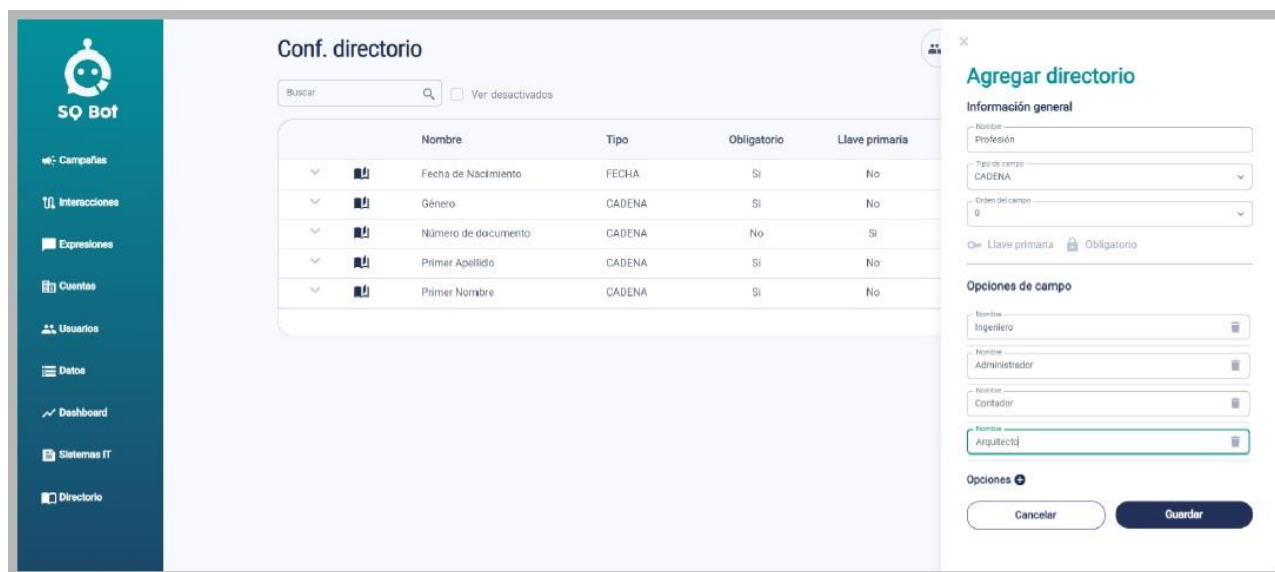 SQ Bot
Campañas
Interacciones
Expresiones
Cuentas
Usuarios
Datos
Dashboard
Sistemas IT
Directorio
Conf. directorio
Buscar
Ver desactivados
Nombre Tipo Obligatorio Llave primaria
Fecha de Nacimiento FECHA Si No
Género CADENA Si No
Número de documento CADENA No Si
Primer Apellido CADENA Si No
Primer Nombre CADENA Si No
Agregar directorio
Información general
Nombre
Profesión
Tipo de campo
CADENA
Orden del campo
0
Llave primaria Obligatorio
Opciones de campo
Nombre
Ingeniero
Nombre
Administrador
Nombre
Contador
Nombre
Arquitecto
Opciones
Cancelar Guardar